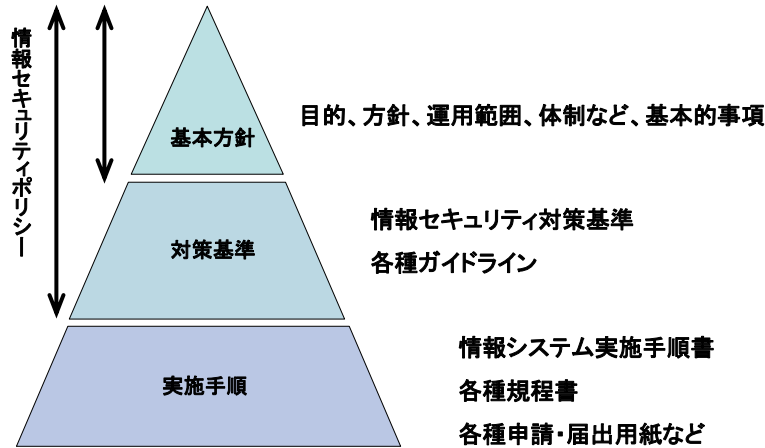 情報セキュリティポリシー
基本方針
目的、方針、運用範囲、体制など、基本的事項
対策基準
情報セキュリティ対策基準
各種ガイドライン
実施手順
情報システム実施手順書
各種規程書
各種申請・届出用紙など